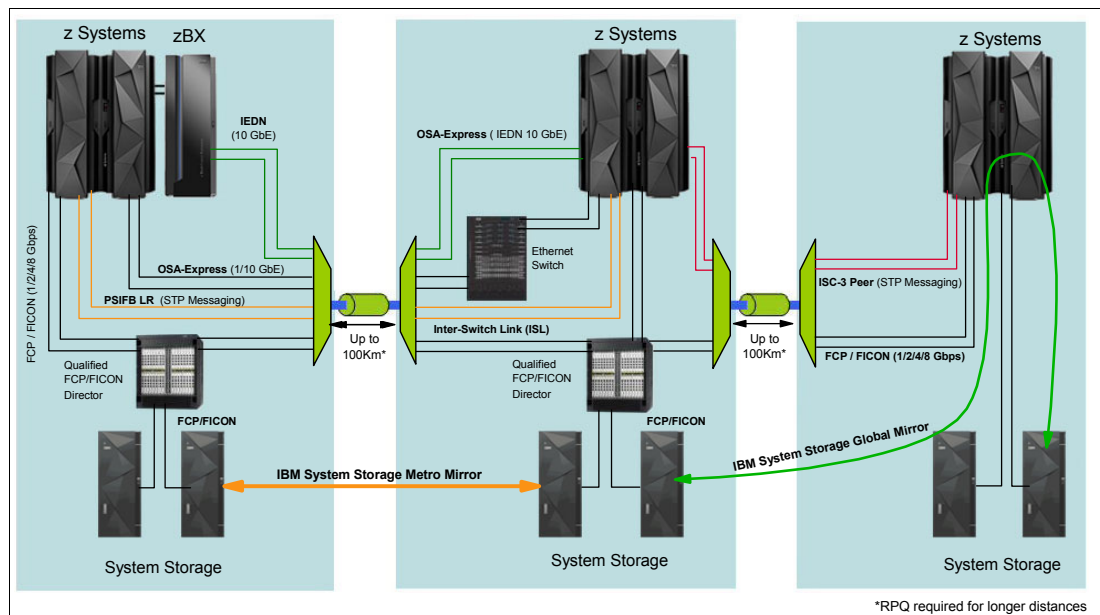 z Systems
zBX
IEDN
(10 GbE)
FCP / FICON (1/2/4/8 Gbps)
OSA-Express (1/10 GbE)
PSIFB LR (STP Messaging)
Qualified
FCP/FICON
Director
FCP/FICON
System Storage
Up to
100Km*
z Systems
OSA-Express ( IEDN 10 GbE)
Ethernet
Switch
Inter-Switch Link (ISL)
Qualified
FCP/FICON
Director
FCP/FICON
IBM System Storage Metro Mirror
System Storage
Up to
100Km*
z Systems
ISC-3 Peer (STP Messaging)
FCP / FICON (1/2/4/8 Gbps)
IBM System Storage Global Mirror
System Storage
*RPQ required for longer distances